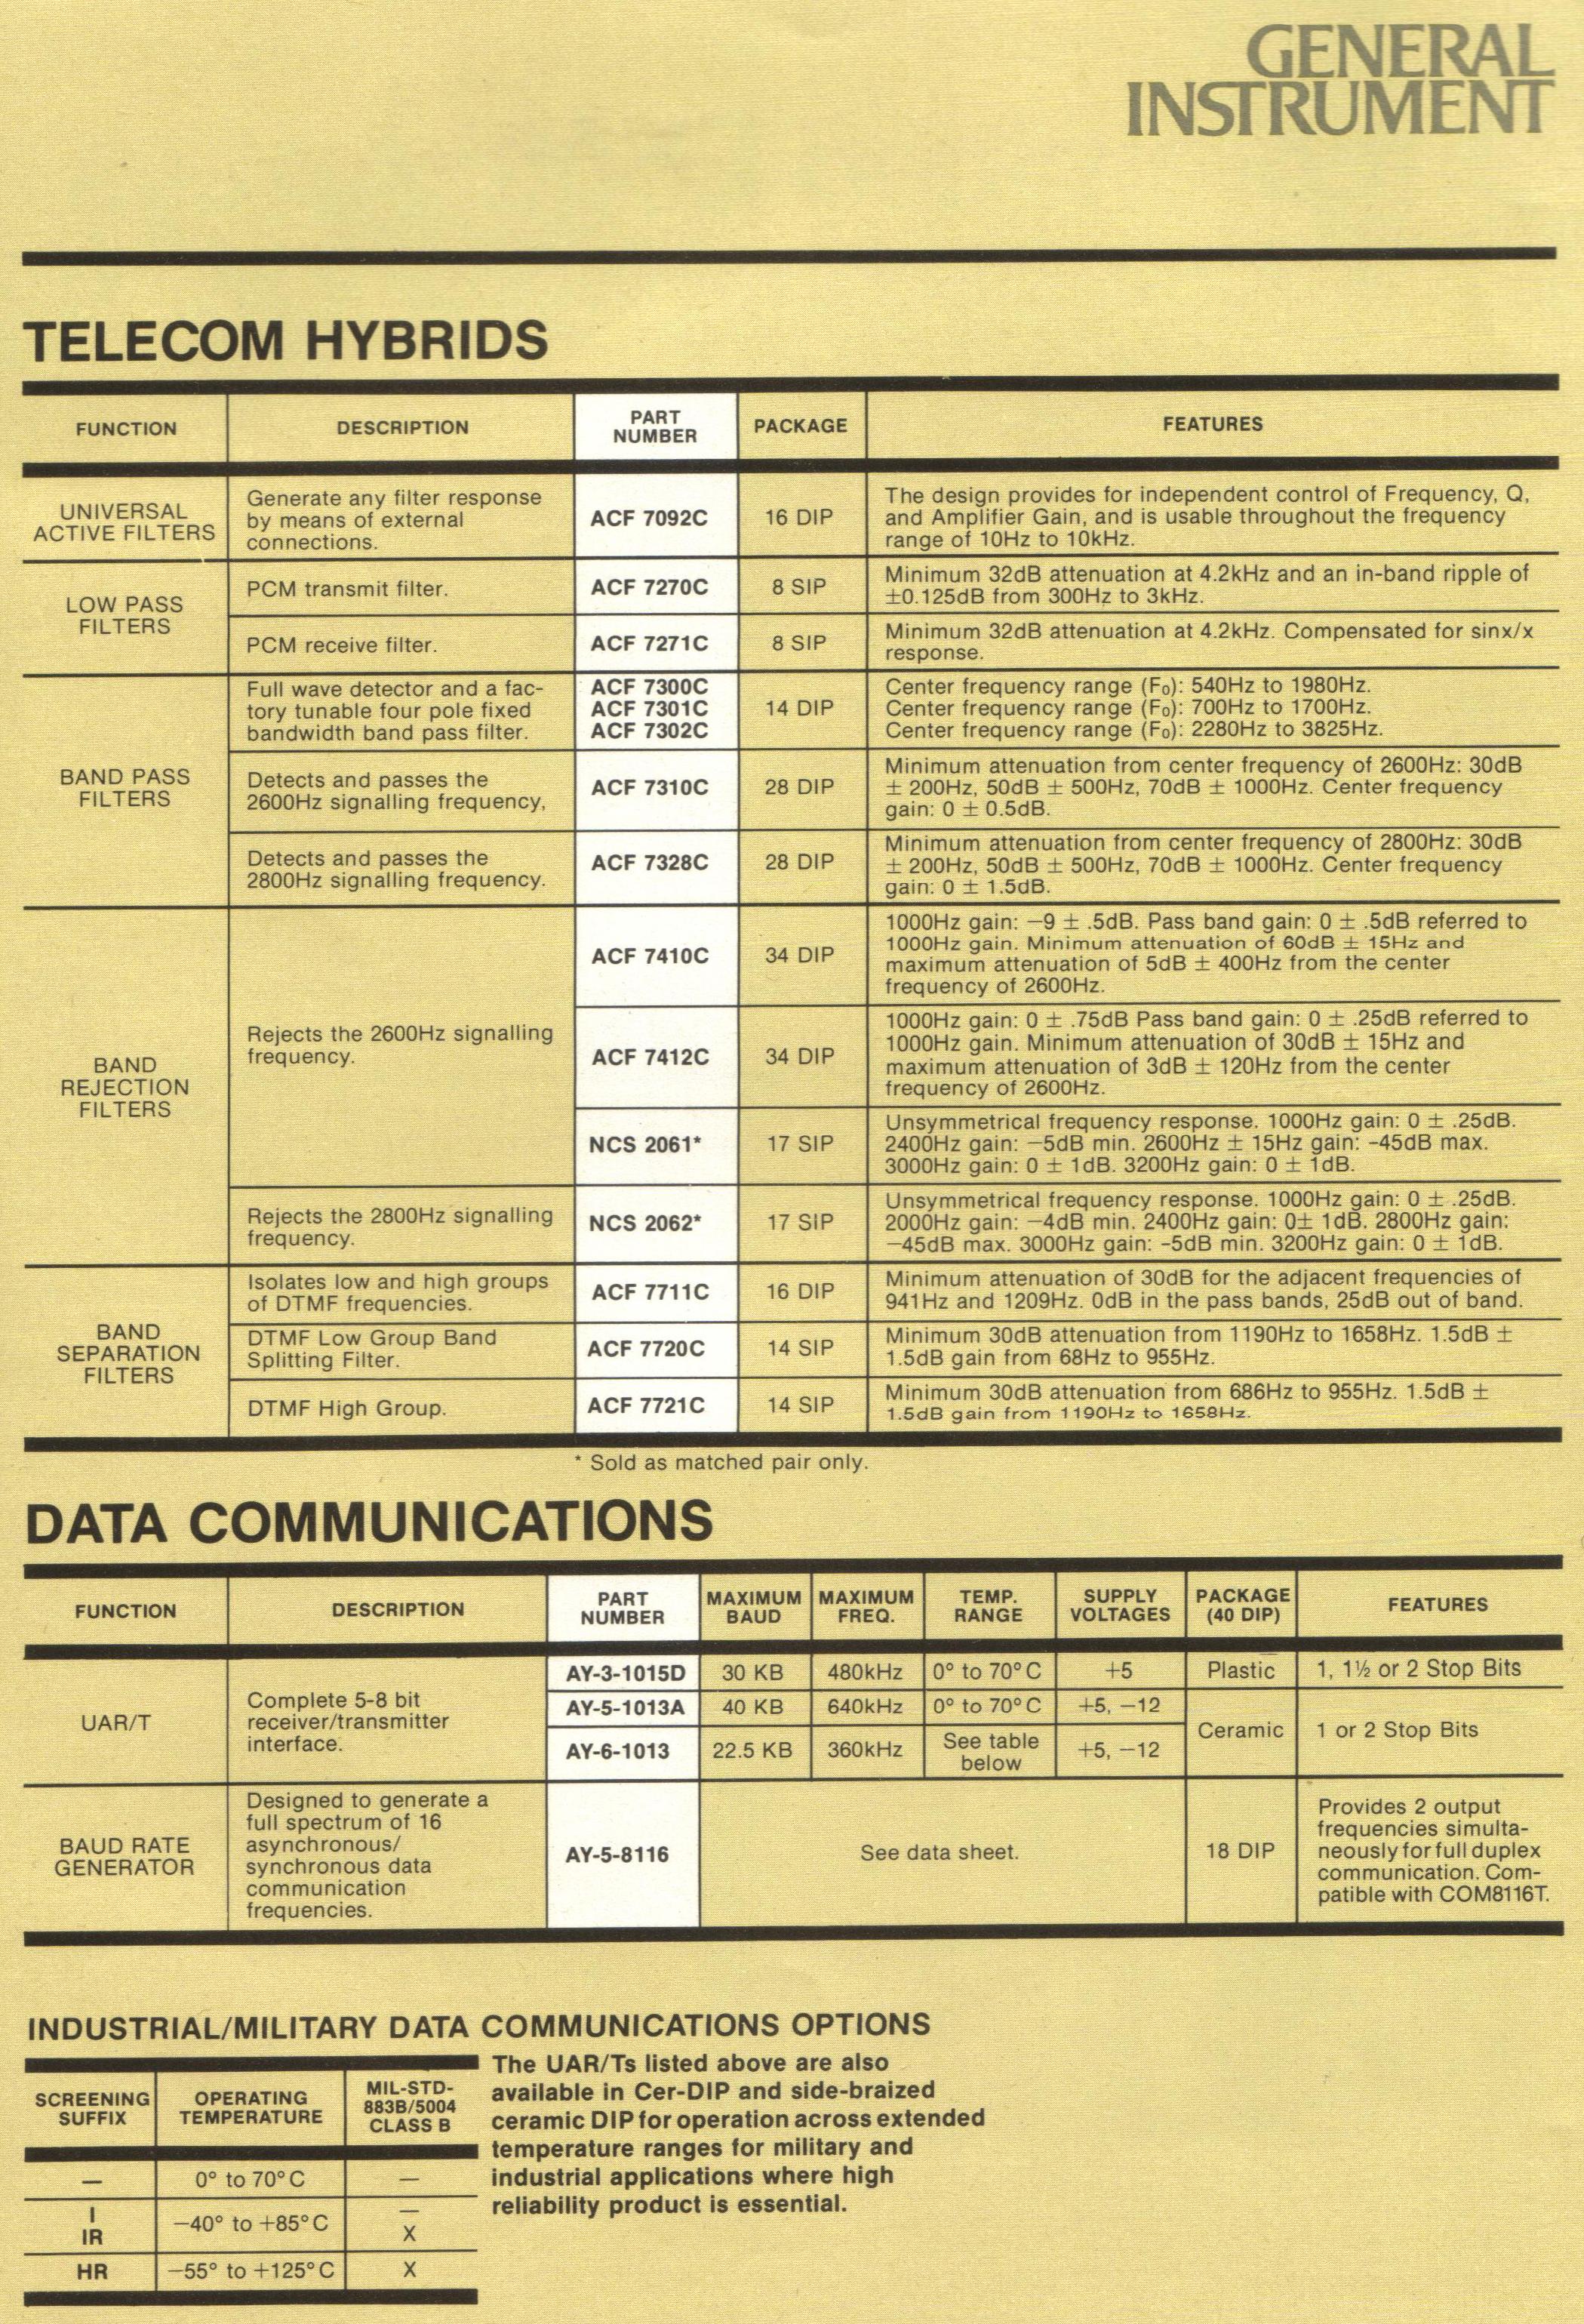 GENERAL
INSTRUMENT
TELECOM HYBRIDS
FUNCTION
DESCRIPTION
PART
NUMBER
PACKAGE
FEATURES
UNIVERSAL
ACTIVE FILTERS
Generate any filter response
by means of external
connections.
ACF 7092C
16 DIP
The design provides for independent control of Frequency, Q,
and Amplifier Gain, and is usable throughout the frequency
range of 10Hz to 10kHz.
LOW PASS
FILTERS
PCM transmit filter.
ACF 7270C
8 SIP
Minimum 32dB attenuation at 4.2kHz and an in-band ripple of
±0.125dB from 300Hz to 3kHz.
PCM receive filter.
ACF 7271C
8 SIP
Minimum 32dB attenuation at 4.2kHz. Compensated for sinx/x
response.
BAND PASS
FILTERS
Full wave detector and a fac-
tory tunable four pole fixed
bandwidth band pass filter.
ACF 7300C
ACF 7301C
ACF 7302C
14 DIP
Center frequency range (F₀): 540Hz to 1980Hz.
Center frequency range (F₀): 700Hz to 1700Hz.
Center frequency range (F₀): 2280Hz to 3825Hz.
Detects and passes the
2600Hz signalling frequency,
ACF 7310C
28 DIP
Minimum attenuation from center frequency of 2600Hz: 30dB
± 200Hz, 50dB ± 500Hz, 70dB ± 1000Hz. Center frequency
gain: 0 ± 0.5dB.
Detects and passes the
2800Hz signalling frequency.
ACF 7328C
28 DIP
Minimum attenuation from center frequency of 2800Hz: 30dB
± 200Hz, 50dB ± 500Hz, 70dB ± 1000Hz. Center frequency
gain: 0 ± 1.5dB.
BAND
REJECTION
FILTERS
Rejects the 2600Hz signalling
frequency.
ACF 7410C
34 DIP
1000Hz gain: −9 ± .5dB. Pass band gain: 0 ± .5dB referred to
1000Hz gain. Minimum attenuation of 60dB ± 15Hz and
maximum attenuation of 5dB ± 400Hz from the center
frequency of 2600Hz.
ACF 7412C
34 DIP
1000Hz gain: 0 ± .75dB Pass band gain: 0 ± .25dB referred to
1000Hz gain. Minimum attenuation of 30dB ± 15Hz and
maximum attenuation of 3dB ± 120Hz from the center
frequency of 2600Hz.
NCS 2061*
17 SIP
Unsymmetrical frequency response. 1000Hz gain: 0 ± .25dB.
2400Hz gain: −5dB min. 2600Hz ± 15Hz gain: -45dB max.
3000Hz gain: 0 ± 1dB. 3200Hz gain: 0 ± 1dB.
Rejects the 2800Hz signalling
frequency.
NCS 2062*
17 SIP
Unsymmetrical frequency response. 1000Hz gain: 0 ± .25dB.
2000Hz gain: −4dB min. 2400Hz gain: 0± 1dB. 2800Hz gain:
−45dB max. 3000Hz gain: -5dB min. 3200Hz gain: 0 ± 1dB.
BAND
SEPARATION
FILTERS
Isolates low and high groups
of DTMF frequencies.
ACF 7711C
16 DIP
Minimum attenuation of 30dB for the adjacent frequencies of
941Hz and 1209Hz. 0dB in the pass bands, 25dB out of band.
DTMF Low Group Band
Splitting Filter.
ACF 7720C
14 SIP
Minimum 30dB attenuation from 1190Hz to 1658Hz. 1.5dB ±
1.5dB gain from 68Hz to 955Hz.
DTMF High Group.
ACF 7721C
14 SIP
Minimum 30dB attenuation from 686Hz to 955Hz. 1.5dB ±
1.5dB gain from 1190Hz to 1658Hz.
* Sold as matched pair only.
DATA COMMUNICATIONS
FUNCTION
DESCRIPTION
PART
NUMBER
MAXIMUM
BAUD
MAXIMUM
FREQ.
TEMP.
RANGE
SUPPLY
VOLTAGES
PACKAGE
(40 DIP)
FEATURES
UAR/T
Complete 5-8 bit
receiver/transmitter
interface.
AY-3-1015D
30 KB
480kHz
0° to 70°C
+5
Plastic
1, 1½ or 2 Stop Bits
AY-5-1013A
40 KB
640kHz
0° to 70°C
+5, −12
Ceramic
1 or 2 Stop Bits
AY-6-1013
22.5 KB
360kHz
See table
below
+5, −12
BAUD RATE
GENERATOR
Designed to generate a
full spectrum of 16
asynchronous/
synchronous data
communication
frequencies.
AY-5-8116
See data sheet.
18 DIP
Provides 2 output
frequencies simulta-
neously for full duplex
communication. Com-
patible with COM8116T.
INDUSTRIAL/MILITARY DATA COMMUNICATIONS OPTIONS
SCREENING
SUFFIX
OPERATING
TEMPERATURE
MIL-STD-
883B/5004
CLASS B
—
0° to 70°C
—
I
IR
−40° to +85°C
—
X
HR
−55° to +125°C
X
The UAR/Ts listed above are also
available in Cer-DIP and side-braized
ceramic DIP for operation across extended
temperature ranges for military and
industrial applications where high
reliability product is essential.